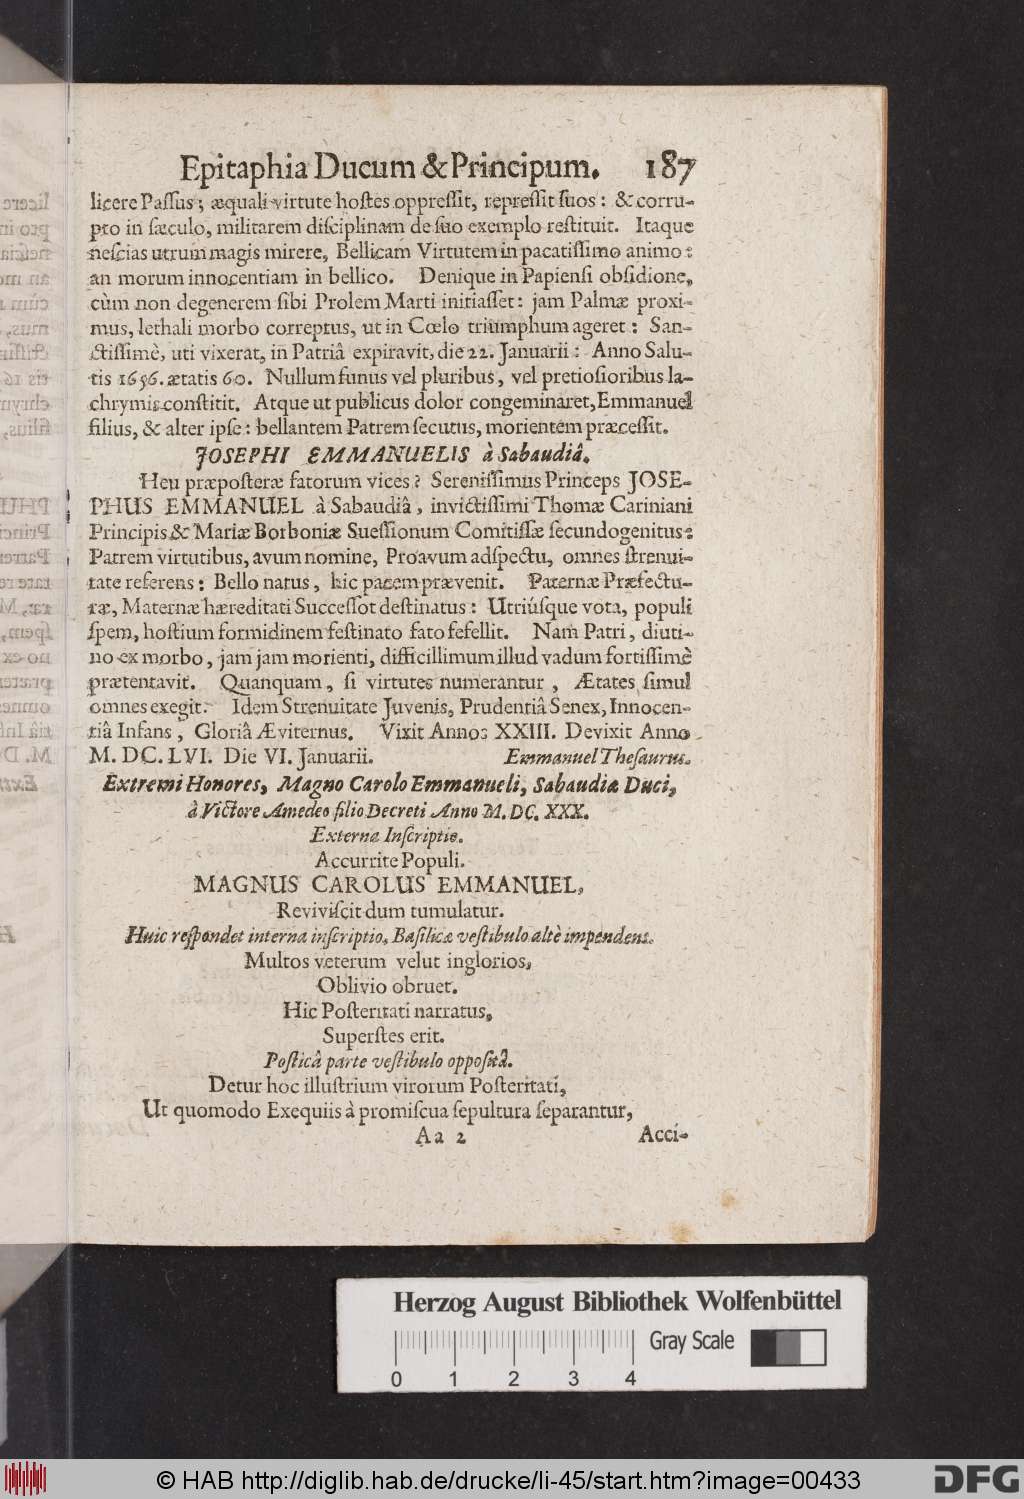 Epitaphia Ducum & Principum. 187
licere Paſſus; æquali virtute hoſtes oppreſſit, repreſſit ſuos: & corru-
pto in ſæculo, militarem diſciplinam de ſuo exemplo reſtituit. Itaque
neſcias utrum magis mirere, Bellicam Virtutem in pacatiſſimo animo:
an morum innocentiam in bellico. Denique in Papienſi obſidione,
cùm non degenerem ſibi Prolem Marti initiaſſet: jam Palmæ proxi-
mus, lethali morbo correptus, ut in Cœlo triumphum ageret: San-
ctiſſimè, uti vixerat, in Patriâ expiravit, die 22. Januarii: Anno Salu-
tis 1656. ætatis 60. Nullum funus vel pluribus, vel pretioſioribus la-
chrymis conſtitit. Atque ut publicus dolor congeminaret, Emmanuel
filius, & alter ipſe: bellantem Patrem ſecutus, morientem præceſſit.
JOSEPHI EMMANUELIS à Sabaudiâ.
Heu præpoſteræ fatorum vices? Sereniſſimus Princeps JOSE-
PHUS EMMANUEL à Sabaudiâ, invictiſſimi Thomæ Cariniani
Principis & Mariæ Borboniæ Sueſſionum Comitiſſæ ſecundogenitus:
Patrem virtutibus, avum nomine, Proavum adſpectu, omnes ſtrenui-
tate referens: Bello natus, hic pacem prævenit. Paternæ Præfectu-
ræ, Maternæ hæreditati Succeſſot deſtinatus: Utriúſque vota, populi
ſpem, hoſtium formidinem feſtinato fato fefellit. Nam Patri, diuti-
no ex morbo, jam jam morienti, difficillimum illud vadum fortiſſimè
prætentavit. Quanquam, ſi virtutes numerantur, Ætates ſimul
omnes exegit. Idem Strenuitate Juvenis, Prudentiâ Senex, Innocen-
tiâ Infans, Gloriâ Æviternus. Vixit Annos XXIII. Devixit Anno
M. DC. LVI. Die VI. Januarii. Emmanuel Theſaurus.
Extremi Honores, Magno Carolo Emmanueli, Sabaudiæ Duci,
à Victore Amedeo filio Decreti Anno M. DC. XXX.
Externa Inſcriptio.
Accurrite Populi.
MAGNUS CAROLUS EMMANUEL,
Reviviſcit dum tumulatur.
Huic reſpondet interna inſcriptio, Baſilicæ veſtibulo altè impendens.
Multos veterum velut inglorios,
Oblivio obruet.
Hic Poſteritati narratus,
Superſtes erit.
Poſticâ parte veſtibulo oppoſitâ.
Detur hoc illuſtrium virorum Poſteritati,
Ut quomodo Exequiis à promiſcua ſepultura ſeparantur,
Aa 2 Acci-
Herzog August Bibliothek Wolfenbüttel
Gray Scale
0 1 2 3 4
© HAB http://diglib.hab.de/drucke/li-45/start.htm?image=00433
DFG